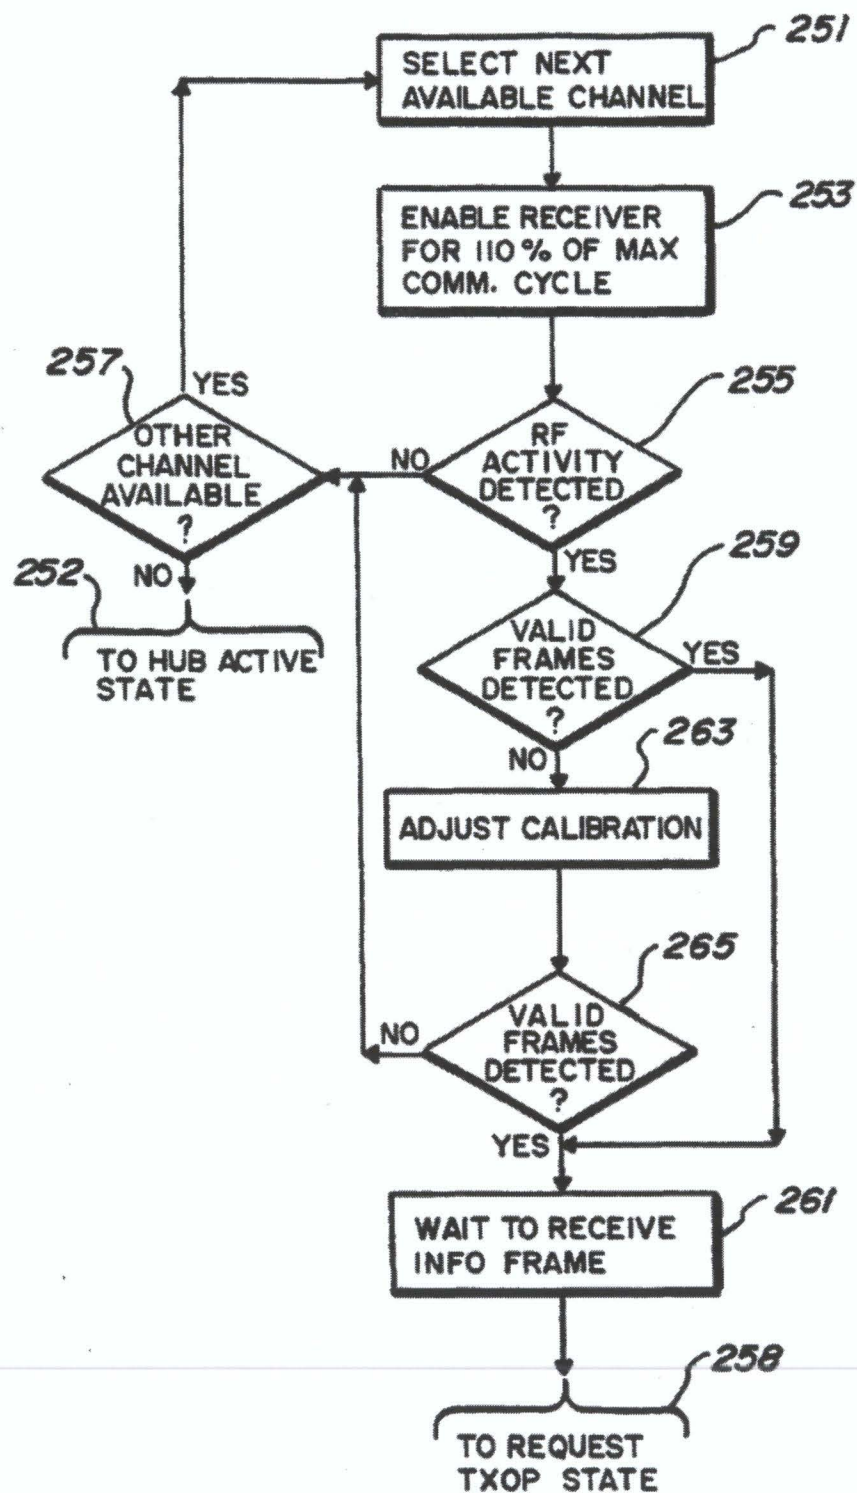 251
SELECT NEXT
AVAILABLE CHANNEL
253
ENABLE RECEIVER
FOR 110% OF MAX
COMM. CYCLE
257
YES
OTHER
CHANNEL
AVAILABLE
?
NO
252
TO HUB ACTIVE
STATE
255
NO
RF
ACTIVITY
DETECTED
?
YES
259
VALID
FRAMES
DETECTED
?
YES
NO
263
ADJUST CALIBRATION
265
NO
VALID
FRAMES
DETECTED
?
YES
261
WAIT TO RECEIVE
INFO FRAME
258
TO REQUEST
TXOP STATE